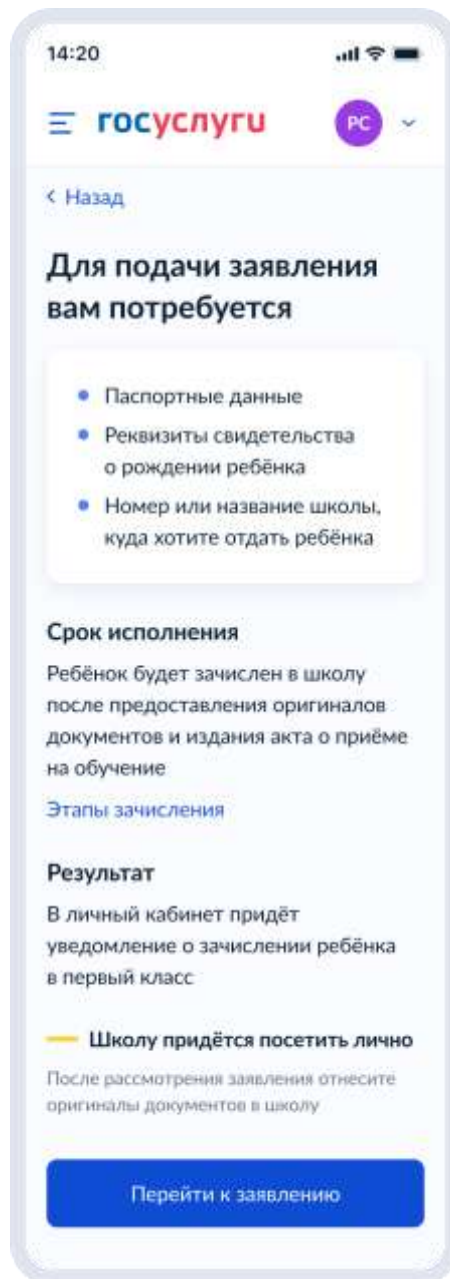 14:20
госуслуги
РС
Назад
Для подачи заявления
вам потребуется
Паспортные данные
Реквизиты свидетельства
о рождении ребёнка
Номер или название школы,
куда хотите отдать ребёнка
Срок исполнения
Ребёнок будет зачислен в школу
после предоставления оригиналов
документов и издания акта о приёме
на обучение
Этапы зачисления
Результат
В личный кабинет придёт
уведомление о зачислении ребёнка
в первый класс
Школу придётся посетить лично
После рассмотрения заявления отнесите
оригиналы документов в школу
Перейти к заявлению